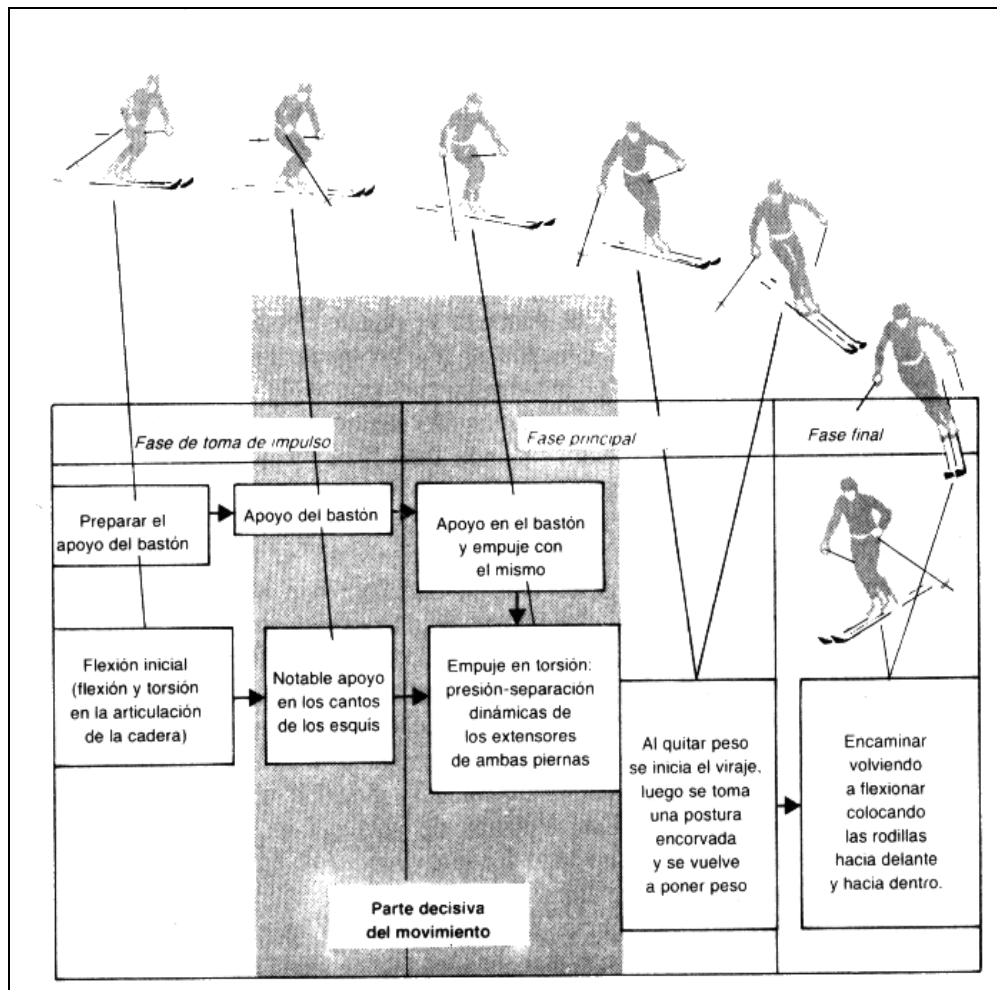 Fase de toma de impulso
Fase principal
Fase final
Preparar el
apoyo del bastón
Apoyo del bastón
Apoyo en el bastón
y empuje con
el mismo
Flexión inicial
(flexión y torsión
en la articulación
de la cadera)
Notable apoyo
en los cantos
de los esquís
Empuje en torsión:
presión-separación
dinámicas de
los extensores
de ambas piernas
Al quitar peso
se inicia el viraje,
luego se toma
una postura
encorvada
y se vuelve
a poner peso
Encaminar
volviendo
a flexionar
colocando
las rodillas
hacia delante
y hacia dentro.
Parte decisiva
del movimiento